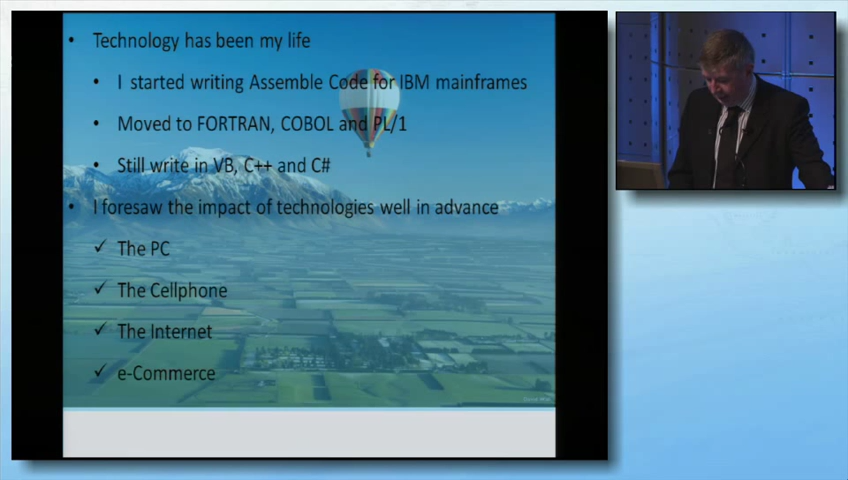 • Technology has been my life
• I started writing Assemble Code for IBM mainframes
• Moved to FORTRAN, COBOL and PL/1
• Still write in VB, C++ and C#
• I foresaw the impact of technologies well in advance
✓ The PC
✓ The Cellphone
✓ The Internet
✓ e-Commerce